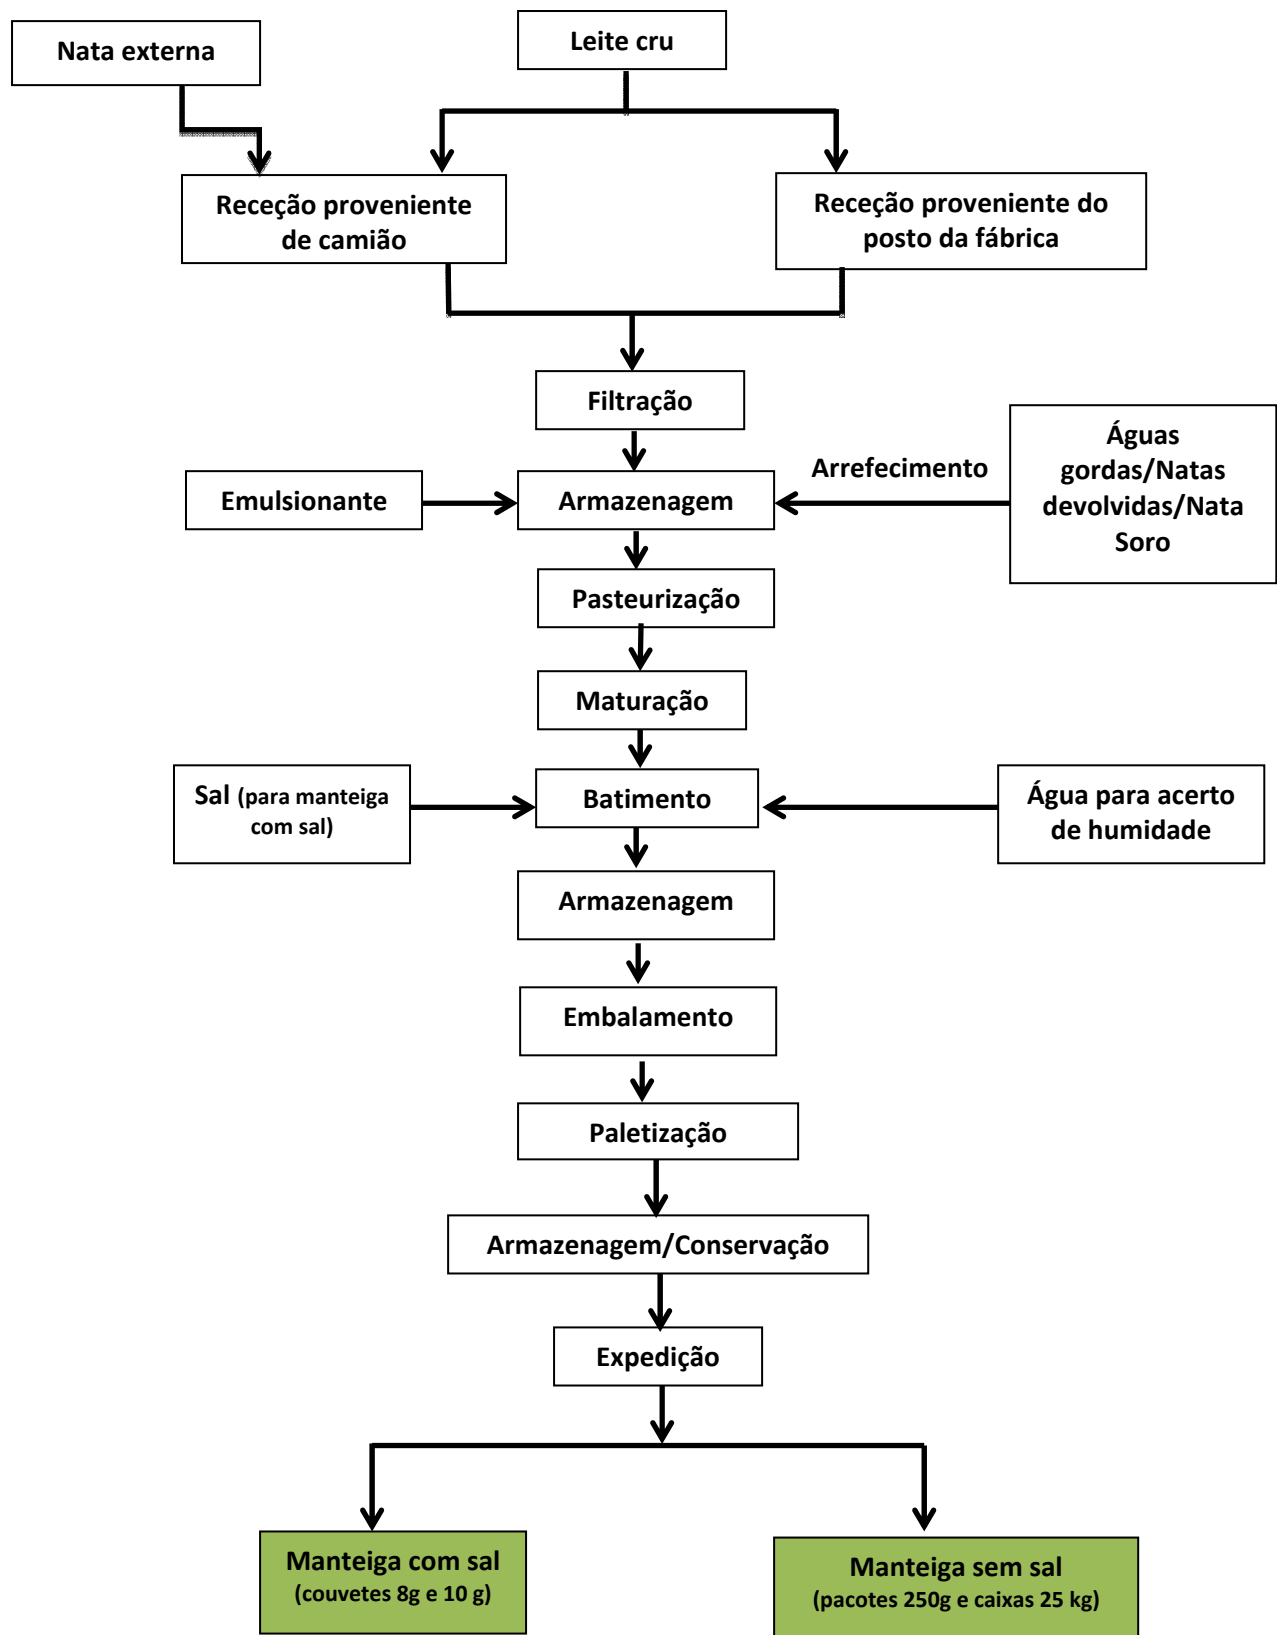 Nata externa
Leite cru
Receção proveniente
de camião
Receção proveniente do
posto da fábrica
Filtração
Águas
gordas/Natas
devolvidas/Nata
Soro
Arrefecimento
Emulsionante
Armazenagem
Pasteurização
Maturação
Sal (para manteiga
com sal)
Batimento
Água para acerto
de humidade
Armazenagem
Embalamento
Paletização
Armazenagem/Conservação
Expedição
Manteiga com sal
(couvetes 8g e 10 g)
Manteiga sem sal
(pacotes 250g e caixas 25 kg)